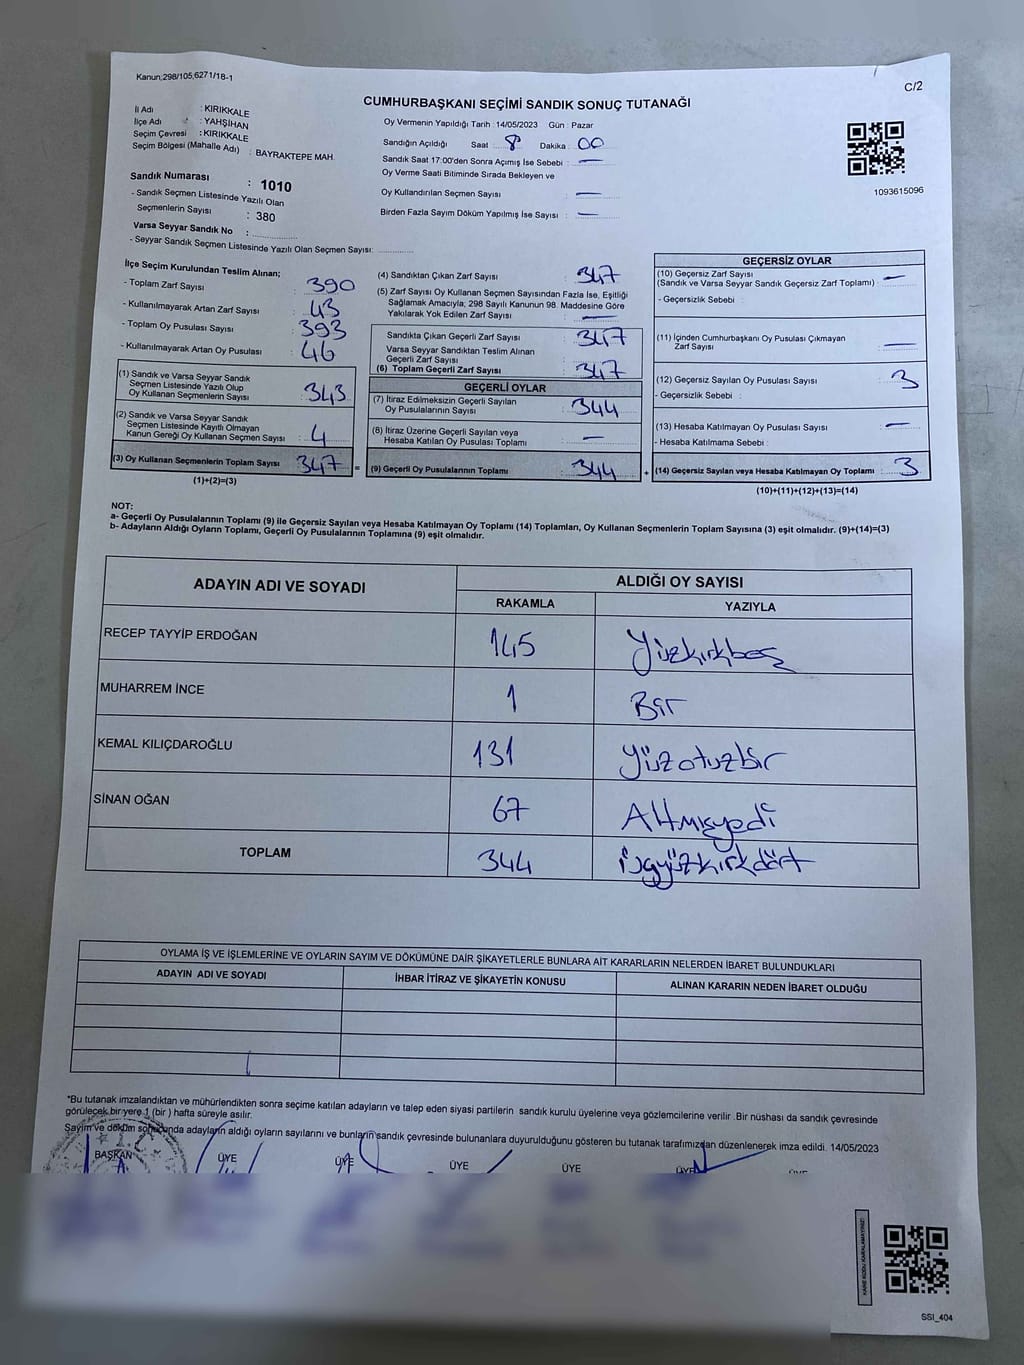 Kanun;298/105,6271/18-1
C/2
CUMHURBAŞKANI SEÇİMİ SANDIK SONUÇ TUTANAĞI
İl Adı : KIRIKKALE
İlçe Adı : YAHŞİHAN
Seçim Çevresi : KIRIKKALE
Seçim Bölgesi (Mahalle Adı) : BAYRAKTEPE MAH.
Sandık Numarası : 1010
- Sandık Seçmen Listesinde Yazılı Olan
Seçmenlerin Sayısı : 380
Varsa Seyyar Sandık No :
- Seyyar Sandık Seçmen Listesinde Yazılı Olan Seçmen Sayısı:
Oy Vermenin Yapıldığı Tarih : 14/05/2023 Gün : Pazar
Sandığın Açıldığı Saat : 8 Dakika : 00
Sandık Saat 17:00'den Sonra Açımış İse Sebebi : —
Oy Verme Saati Bitiminde Sırada Bekleyen ve
Oy Kullandırılan Seçmen Sayısı : —
Birden Fazla Sayım Döküm Yapılmış İse Sayısı : —
1093615096
İlçe Seçim Kurulundan Teslim Alınan;
- Toplam Zarf Sayısı : 390
- Kullanılmayarak Artan Zarf Sayısı : 43
- Toplam Oy Pusulası Sayısı : 393
- Kullanılmayarak Artan Oy Pusulası : 46
(1) Sandık ve Varsa Seyyar Sandık
Seçmen Listesinde Yazılı Olup
Oy Kullanan Seçmenlerin Sayısı : 343
(2) Sandık ve Varsa Seyyar Sandık
Seçmen Listesinde Kayıtlı Olmayan
Kanun Gereği Oy Kullanan Seçmen Sayısı : 4
(3) Oy Kullanan Seçmenlerin Toplam Sayısı : 347 =
(1)+(2)=(3)
(4) Sandıktan Çıkan Zarf Sayısı : 347
(5) Zarf Sayısı Oy Kullanan Seçmen Sayısından Fazla İse, Eşitliği
Sağlamak Amacıyla; 298 Sayılı Kanunun 98. Maddesine Göre
Yakılarak Yok Edilen Zarf Sayısı : —
Sandıkta Çıkan Geçerli Zarf Sayısı : 347
Varsa Seyyar Sandıktan Teslim Alınan
Geçerli Zarf Sayısı :
(6) Toplam Geçerli Zarf Sayısı : 347
GEÇERLİ OYLAR
(7) İtiraz Edilmeksizin Geçerli Sayılan
Oy Pusulalarının Sayısı : 344
(8) İtiraz Üzerine Geçerli Sayılan veya
Hesaba Katılan Oy Pusulası Toplamı : —
(9) Geçerli Oy Pusulalarının Toplamı : 344 +
GEÇERSİZ OYLAR
(10) Geçersiz Zarf Sayısı
(Sandık ve Varsa Seyyar Sandık Geçersiz Zarf Toplamı) : —
- Geçersizlik Sebebi :
(11) İçinden Cumhurbaşkanı Oy Pusulası Çıkmayan
Zarf Sayısı : —
(12) Geçersiz Sayılan Oy Pusulası Sayısı : 3
- Geçersizlik Sebebi :
(13) Hesaba Katılmayan Oy Pusulası Sayısı : —
- Hesaba Katılmama Sebebi :
(14) Geçersiz Sayılan veya Hesaba Katılmayan Oy Toplamı : 3
(10)+(11)+(12)+(13)=(14)
NOT:
a- Geçerli Oy Pusulalarının Toplamı (9) ile Geçersiz Sayılan veya Hesaba Katılmayan Oy Toplamı (14) Toplamları, Oy Kullanan Seçmenlerin Toplam Sayısına (3) eşit olmalıdır. (9)+(14)=(3)
b- Adayların Aldığı Oyların Toplamı, Geçerli Oy Pusulalarının Toplamına (9) eşit olmalıdır.
ADAYIN ADI VE SOYADI ALDIĞI OY SAYISI
RAKAMLA YAZIYLA
RECEP TAYYİP ERDOĞAN 145 Yüzkırkbeş
MUHARREM İNCE 1 Bir
KEMAL KILIÇDAROĞLU 131 yüzotuzbir
SİNAN OĞAN 67 Altmışyedi
TOPLAM 344 üçyüzkırkdört
OYLAMA İŞ VE İŞLEMLERİNE VE OYLARIN SAYIM VE DÖKÜMÜNE DAİR ŞİKAYETLERLE BUNLARA AİT KARARLARIN NELERDEN İBARET BULUNDUKLARI
ADAYIN ADI VE SOYADI İHBAR İTİRAZ VE ŞİKAYETİN KONUSU ALINAN KARARIN NEDEN İBARET OLDUĞU
*Bu tutanak imzalandıktan ve mühürlendikten sonra seçime katılan adayların ve talep eden siyasi partilerin sandık kurulu üyelerine veya gözlemcilerine verilir .Bir nüshası da sandık çevresinde
görülecek bir yere 1 (bir ) hafta süreyle asılır.
Sayım ve döküm sonucunda adayların aldığı oyların sayılarını ve bunların sandık çevresinde bulunanlara duyurulduğunu gösteren bu tutanak tarafımızdan düzenlenerek imza edildi. 14/05/2023
BAŞKAN ÜYE ÜYE ÜYE ÜYE ÜYE
KARE KODU KARALAMAYINIZ!
SSI_404